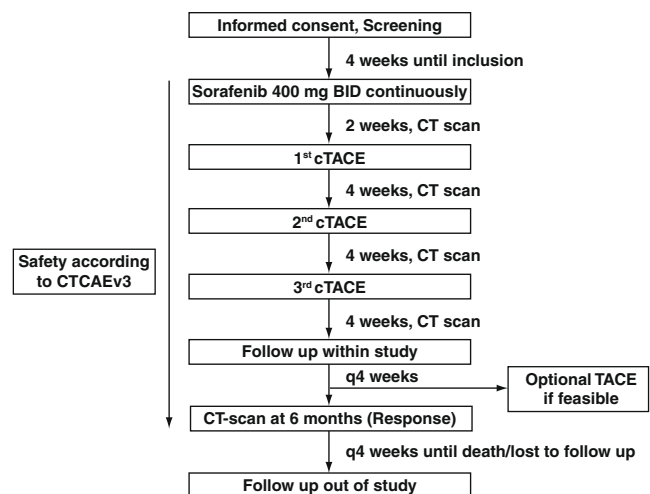 Informed consent, Screening
4 weeks until inclusion
Sorafenib 400 mg BID continuously
2 weeks, CT scan
1st cTACE
4 weeks, CT scan
2nd cTACE
4 weeks, CT scan
Safety according
to CTCAEv3
3rd cTACE
4 weeks, CT scan
Follow up within study
q4 weeks
Optional TACE
if feasible
CT-scan at 6 months (Response)
q4 weeks until death/lost to follow up
Follow up out of study